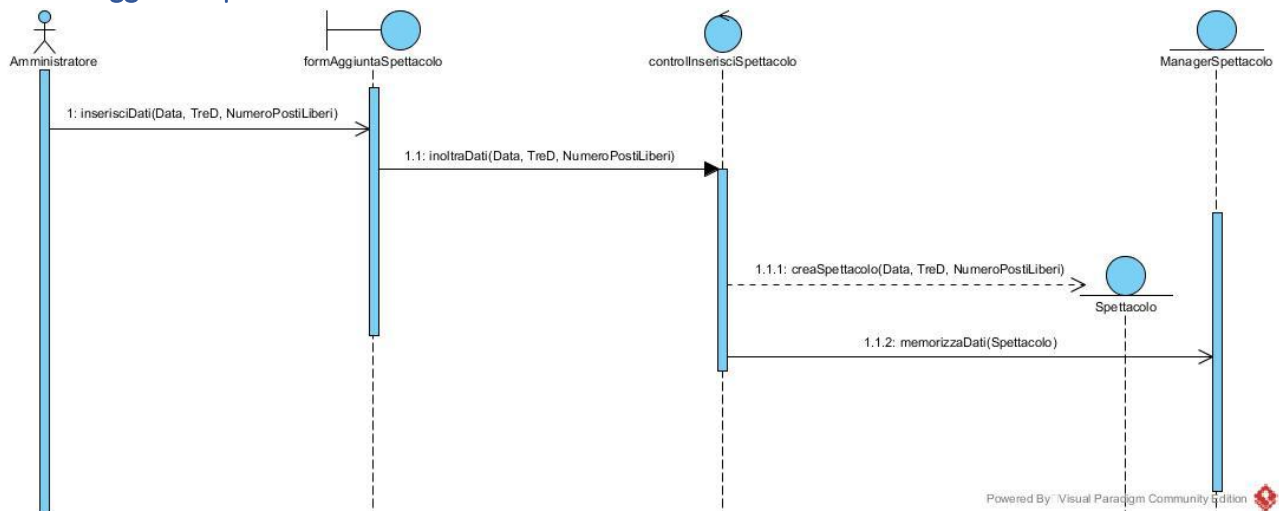 Amministratore
formAggiuntaSpettacolo
controlInserisciSpettacolo
ManagerSpettacolo
1: inserisciDati(Data, TreD, NumeroPostiLiberi)
1.1: inoltraDati(Data, TreD, NumeroPostiLiberi)
1.1.1: creaSpettacolo(Data, TreD, NumeroPostiLiberi)
Spettacolo
1.1.2: memorizzaDati(Spettacolo)
Powered By Visual Paradigm Community Edition